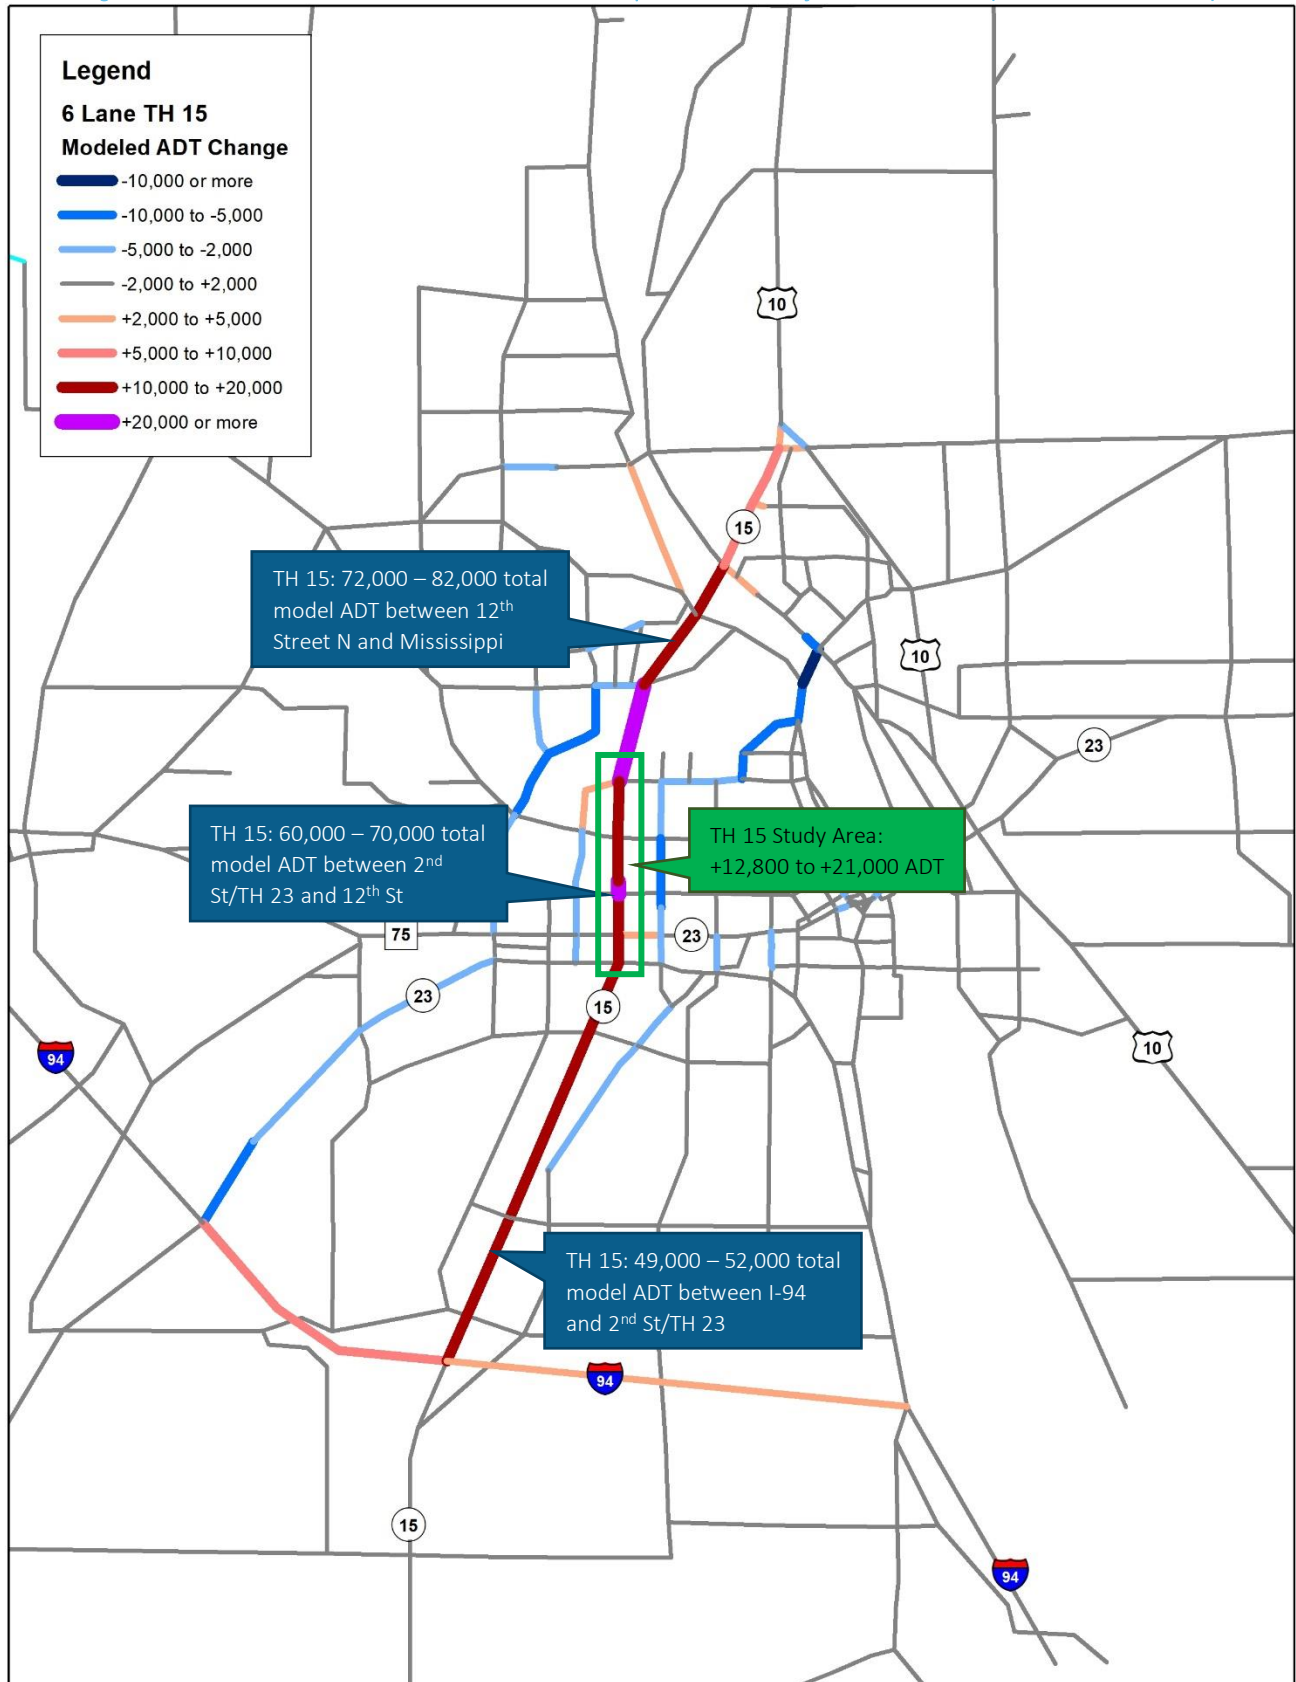 Legend
6 Lane TH 15
Modeled ADT Change
-10,000 or more
-10,000 to -5,000
-5,000 to -2,000
-2,000 to +2,000
+2,000 to +5,000
+5,000 to +10,000
+10,000 to +20,000
+20,000 or more
10
15
TH 15: 72,000 – 82,000 total
model ADT between 12th
Street N and Mississippi
10
23
TH 15: 60,000 – 70,000 total
model ADT between 2nd
St/TH 23 and 12th St
TH 15 Study Area:
+12,800 to +21,000 ADT
75
23
23
15
94
10
TH 15: 49,000 – 52,000 total
model ADT between I-94
and 2nd St/TH 23
94
15
94